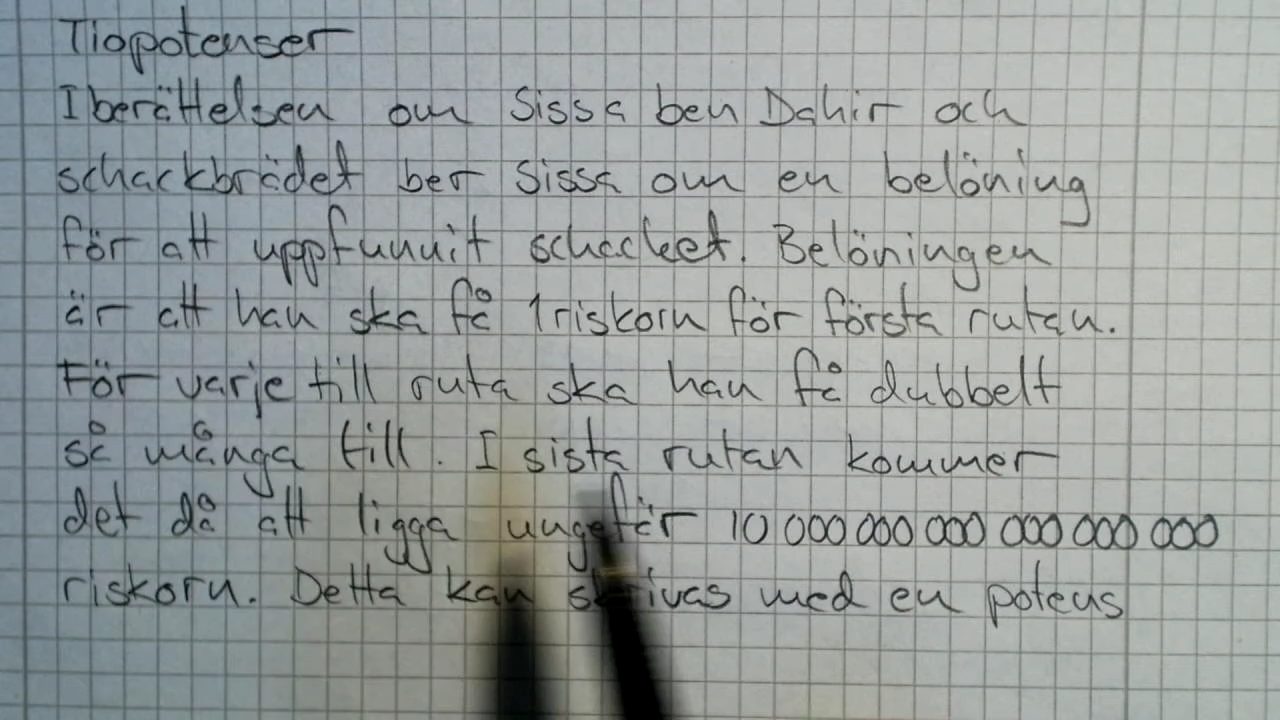 Tiopotenser
I berättelsen om Sissa ben Dahir och
schackbrädet ber Sissa om en belöning
för att uppfunnit schacket. Belöningen
är att han ska få 1 riskorn för första rutan.
För varje till ruta ska han få dubbelt
så många till. I sista rutan kommer
det då att ligga ungefär 10 000 000 000 000 000 000
riskorn. Detta kan skrivas med en potens